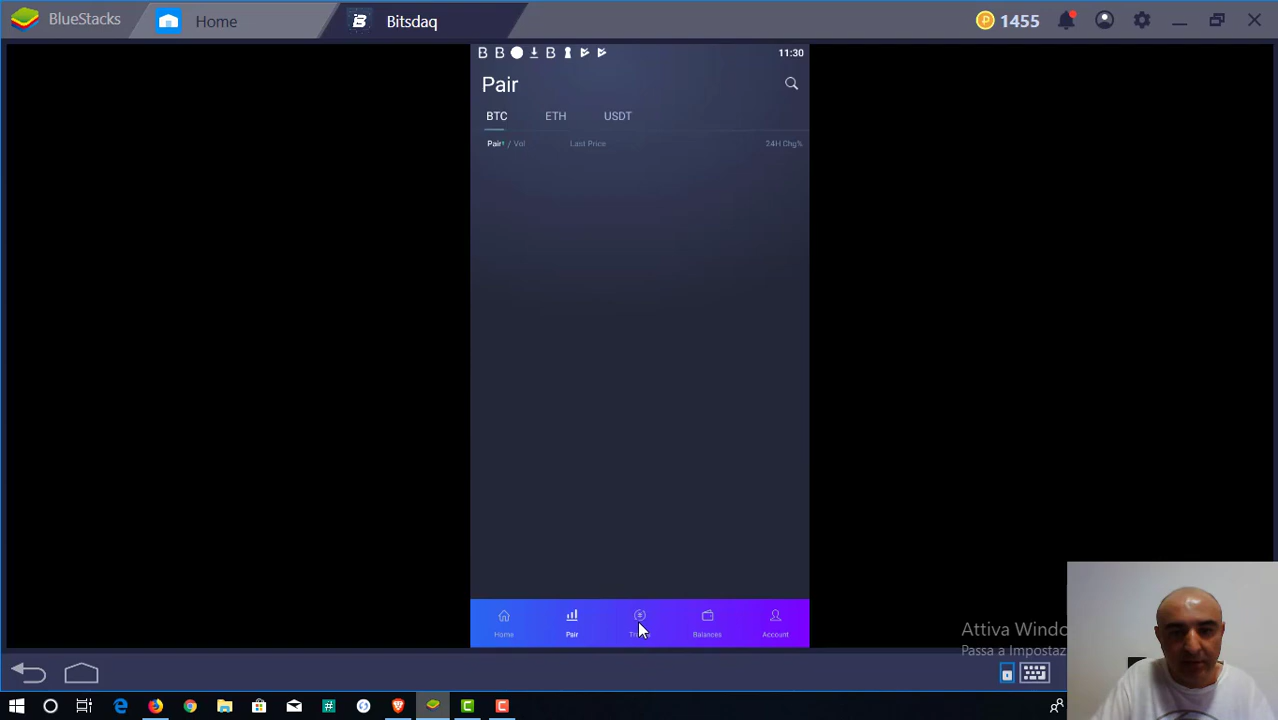 BlueStacks
Home
Bitsdaq
1455
11:30
Pair
BTC ETH USDT
Pair / Vol Last Price 24H Chg%
Home Pair Balances Account
Attiva Windo
Passa a Impostaz